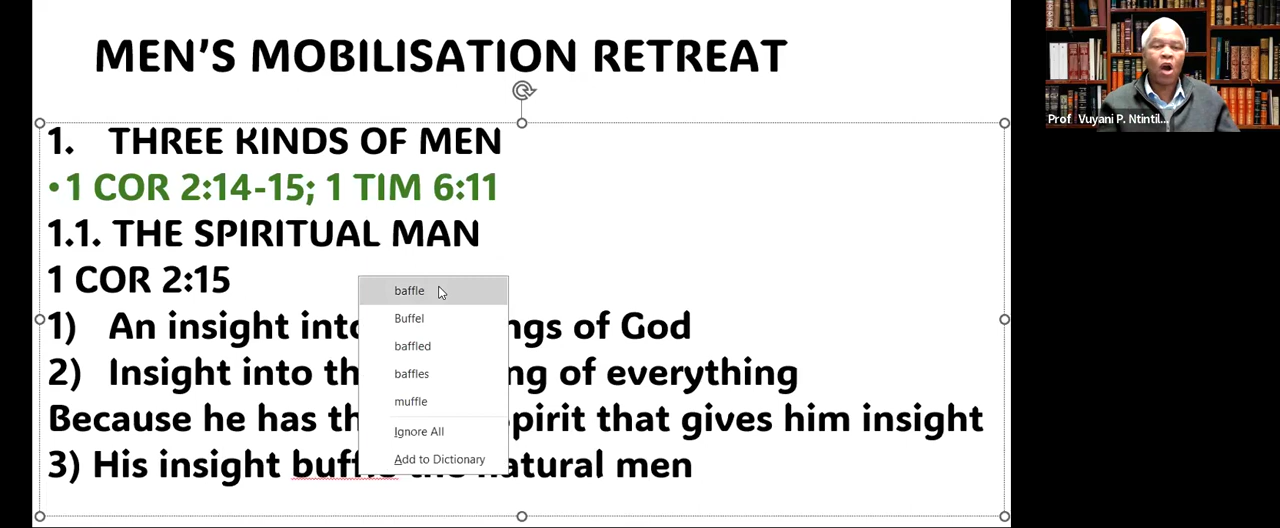 MEN'S MOBILISATION RETREAT
1. THREE KINDS OF MEN
•1 COR 2:14-15; 1 TIM 6:11
1.1. THE SPIRITUAL MAN
1 COR 2:15
1) An insight into ngs of God
2) Insight into th ng of everything
Because he has th pirit that gives him insight
3) His insight buff natural men
baffle
Buffel
baffled
baffles
muffle
Ignore All
Add to Dictionary
Prof Vuyani P. Ntintil...